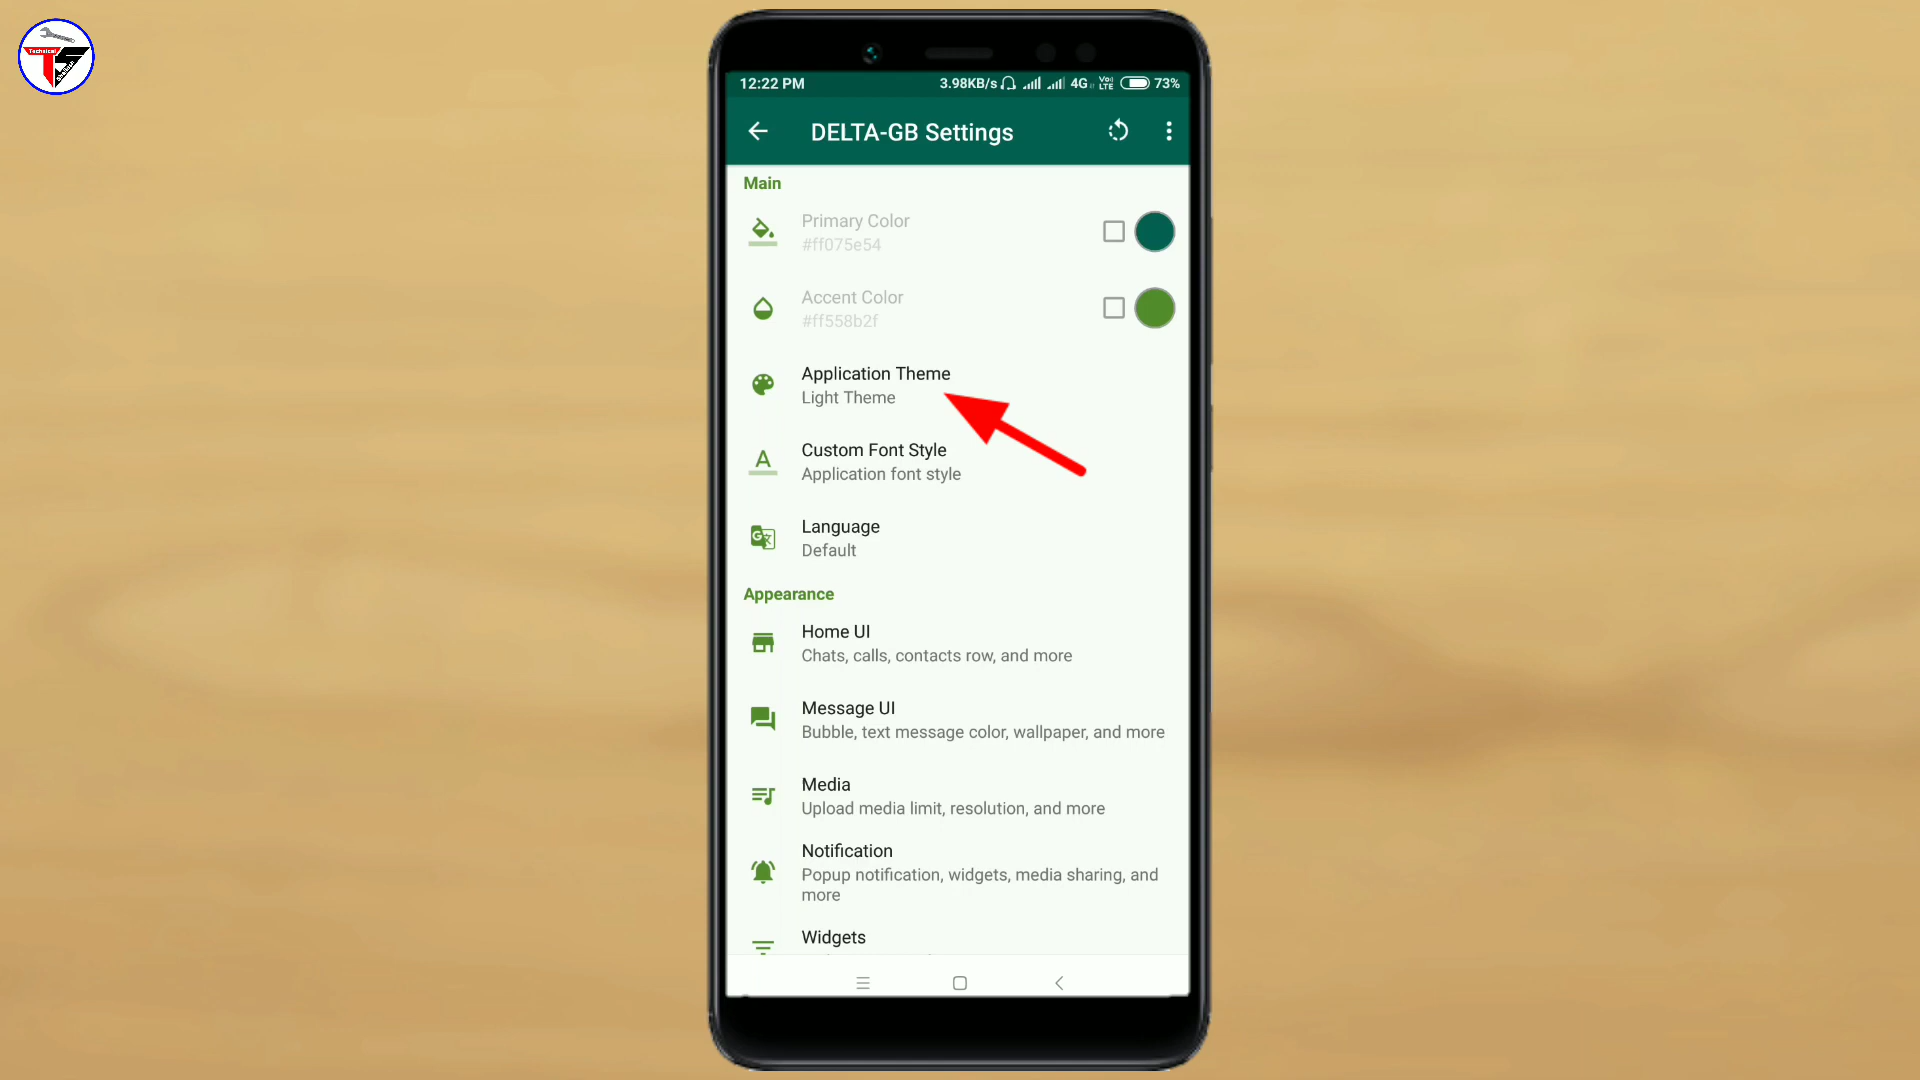 Technical
12:22 PM
3.98KB/s 4G Vo) LTE 73%
DELTA-GB Settings
Main
Primary Color
#ff075e54
Accent Color
#ff558b2f
Application Theme
Light Theme
Custom Font Style
Application font style
Language
Default
Appearance
Home UI
Chats, calls, contacts row, and more
Message UI
Bubble, text message color, wallpaper, and more
Media
Upload media limit, resolution, and more
Notification
Popup notification, widgets, media sharing, and
more
Widgets